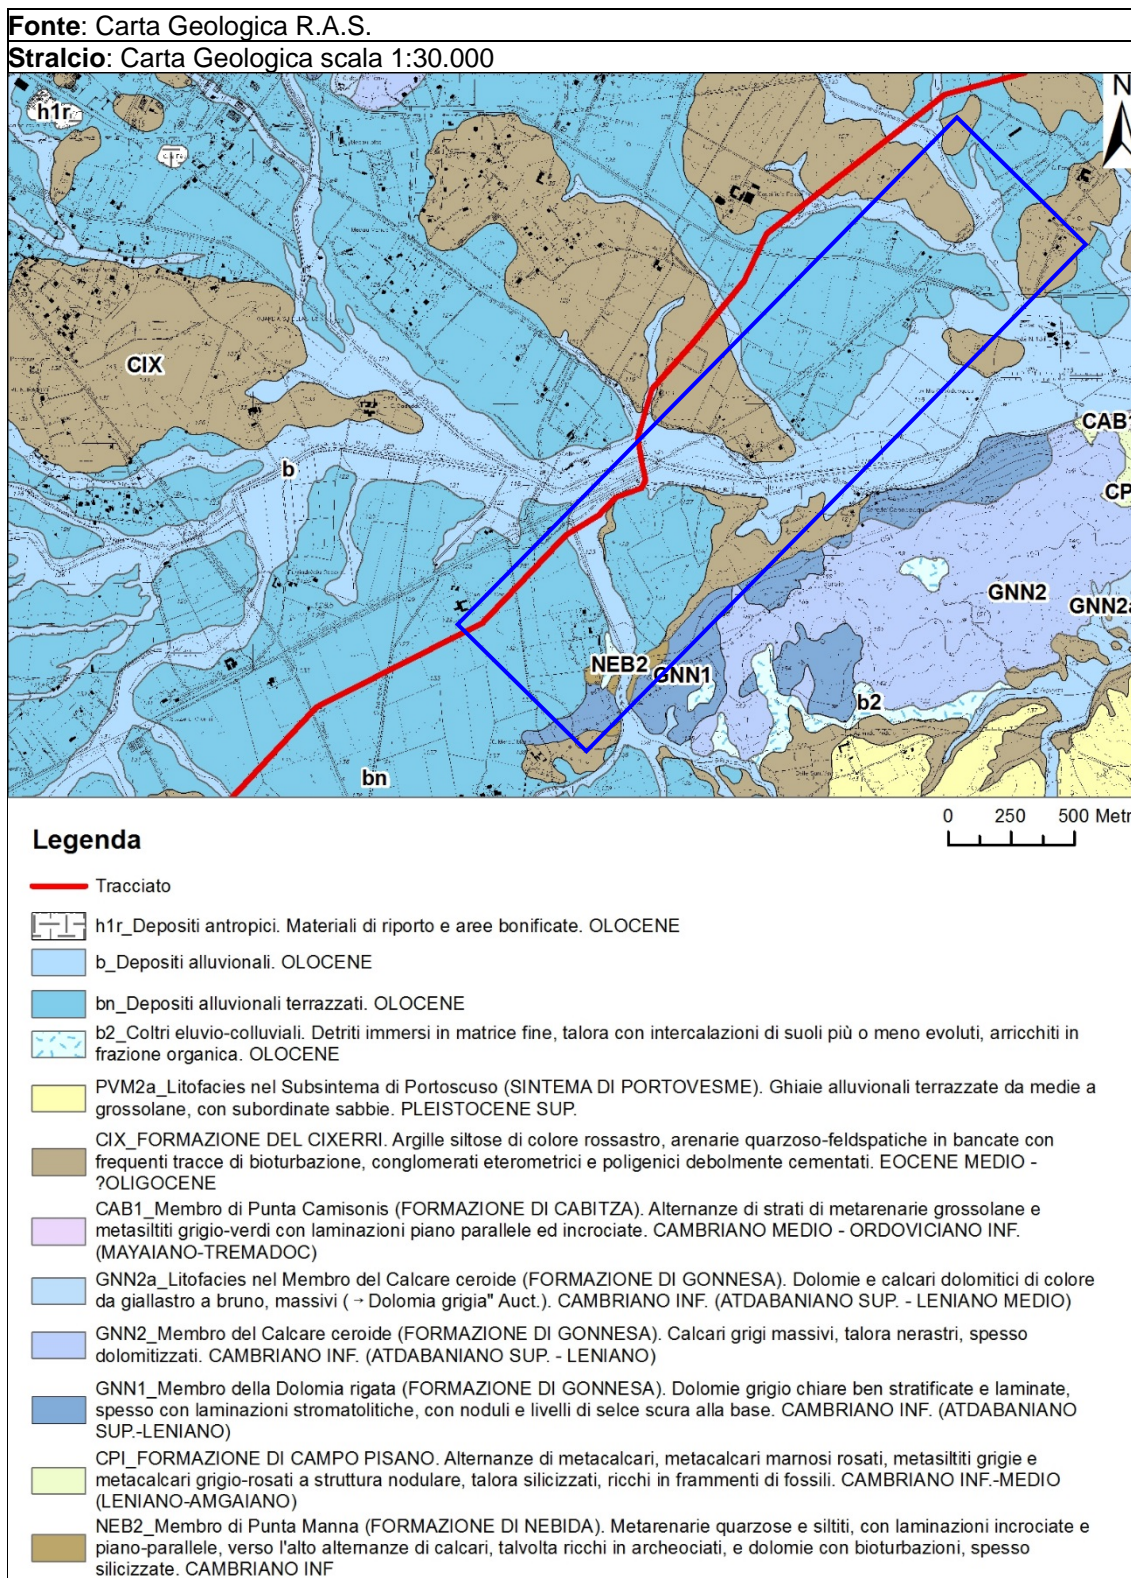 Fonte: Carta Geologica R.A.S.
Stralcio: Carta Geologica scala 1:30.000
N
h1r
CIX
CAB1
b
CP
GNN2
GNN2a
NEB2
GNN1
b2
bn
0 250 500 Metr
Legenda
Tracciato
h1r_Depositi antropici. Materiali di riporto e aree bonificate. OLOCENE
b_Depositi alluvionali. OLOCENE
bn_Depositi alluvionali terrazzati. OLOCENE
b2_Coltri eluvio-colluviali. Detriti immersi in matrice fine, talora con intercalazioni di suoli più o meno evoluti, arricchiti in
frazione organica. OLOCENE
PVM2a_Litofacies nel Subsintema di Portoscuso (SINTEMA DI PORTOVESME). Ghiaie alluvionali terrazzate da medie a
grossolane, con subordinate sabbie. PLEISTOCENE SUP.
CIX_FORMAZIONE DEL CIXERRI. Argille siltose di colore rossastro, arenarie quarzoso-feldspatiche in bancate con
frequenti tracce di bioturbazione, conglomerati eterometrici e poligenici debolmente cementati. EOCENE MEDIO -
?OLIGOCENE
CAB1_Membro di Punta Camisonis (FORMAZIONE DI CABITZA). Alternanze di strati di metarenarie grossolane e
metasiltiti grigio-verdi con laminazioni piano parallele ed incrociate. CAMBRIANO MEDIO - ORDOVICIANO INF.
(MAYAIANO-TREMADOC)
GNN2a_Litofacies nel Membro del Calcare ceroide (FORMAZIONE DI GONNESA). Dolomie e calcari dolomitici di colore
da giallastro a bruno, massivi (→Dolomia grigia" Auct.). CAMBRIANO INF. (ATDABANIANO SUP. - LENIANO MEDIO)
GNN2_Membro del Calcare ceroide (FORMAZIONE DI GONNESA). Calcari grigi massivi, talora nerastri, spesso
dolomitizzati. CAMBRIANO INF. (ATDABANIANO SUP. - LENIANO)
GNN1_Membro della Dolomia rigata (FORMAZIONE DI GONNESA). Dolomie grigio chiare ben stratificate e laminate,
spesso con laminazioni stromatolitiche, con noduli e livelli di selce scura alla base. CAMBRIANO INF. (ATDABANIANO
SUP.-LENIANO)
CPI_FORMAZIONE DI CAMPO PISANO. Alternanze di metacalcari, metacalcari marnosi rosati, metasiltiti grigie e
metacalcari grigio-rosati a struttura nodulare, talora silicizzati, ricchi in frammenti di fossili. CAMBRIANO INF.-MEDIO
(LENIANO-AMGAIANO)
NEB2_Membro di Punta Manna (FORMAZIONE DI NEBIDA). Metarenarie quarzose e siltiti, con laminazioni incrociate e
piano-parallele, verso l'alto alternanze di calcari, talvolta ricchi in archeociati, e dolomie con bioturbazioni, spesso
silicizzate. CAMBRIANO INF